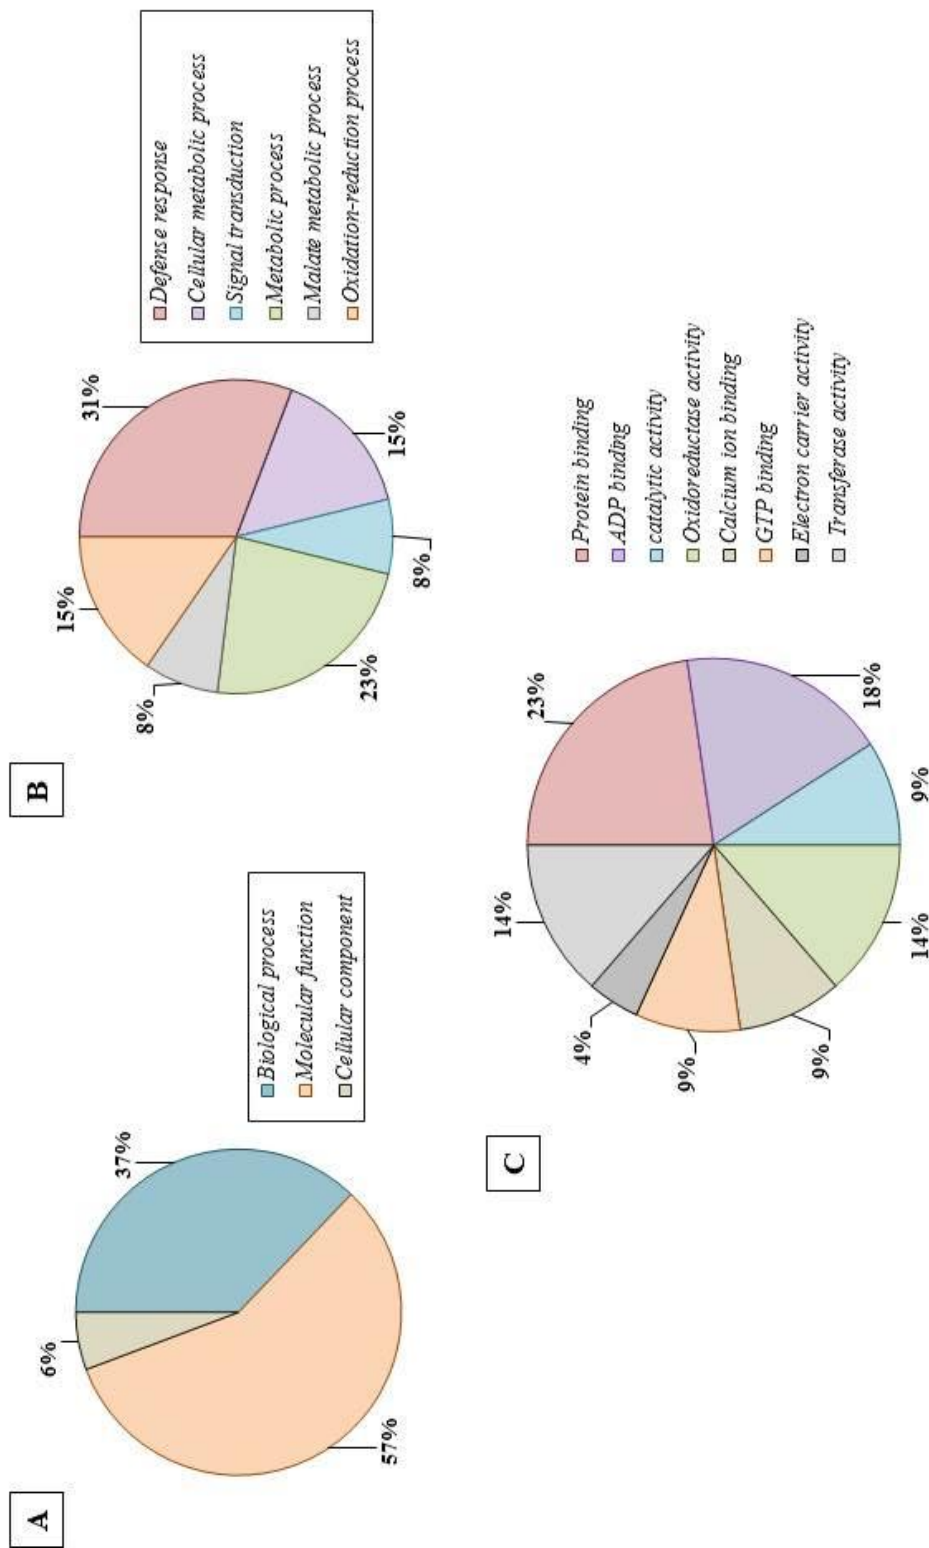 A
37%
57%
6%
Biological process
Molecular function
Cellular component
B
31%
15%
8%
23%
8%
15%
Defense response
Cellular metabolic process
Signal transduction
Metabolic process
Malate metabolic process
Oxidation-reduction process
C
23%
18%
9%
14%
9%
9%
4%
14%
Protein binding
ADP binding
catalytic activity
Oxidoreductase activity
Calcium ion binding
GTP binding
Electron carrier activity
Transferase activity